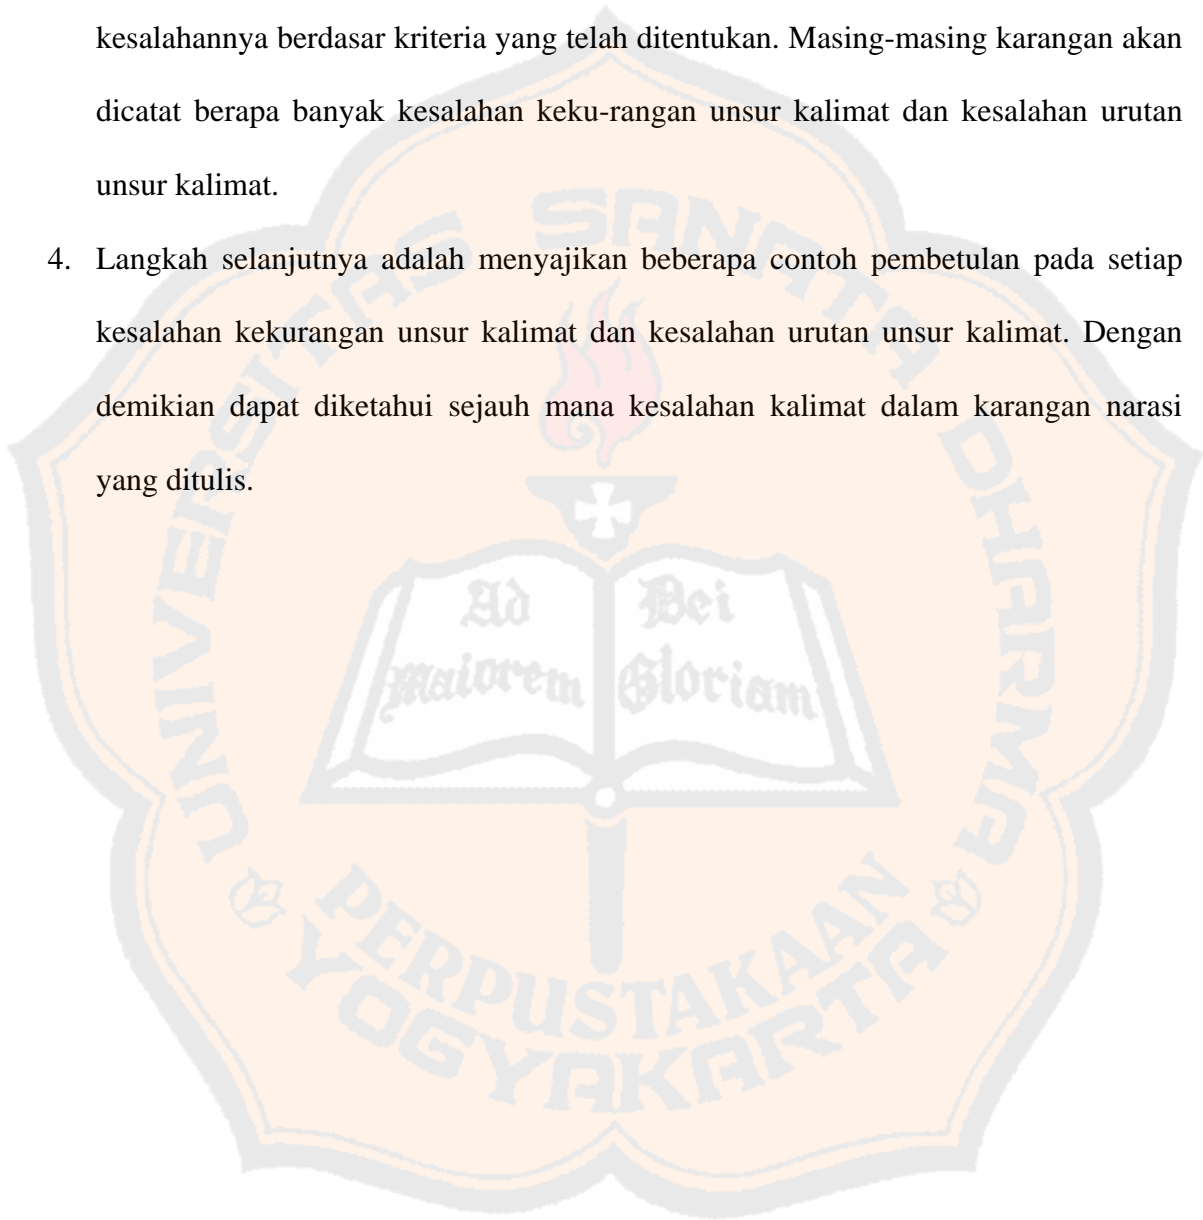 kesalahannya berdasar kriteria yang telah ditentukan. Masing-masing karangan akan
dicatat berapa banyak kesalahan keku-rangan unsur kalimat dan kesalahan urutan
unsur kalimat.
4. Langkah selanjutnya adalah menyajikan beberapa contoh pembetulan pada setiap
kesalahan kekurangan unsur kalimat dan kesalahan urutan unsur kalimat. Dengan
demikian dapat diketahui sejauh mana kesalahan kalimat dalam karangan narasi
yang ditulis.
UNIVERSITAS SANATA DHARMA
Ad Dei
maiorem Gloriam
PERPUSTAKAAN
YOGYAKARTA